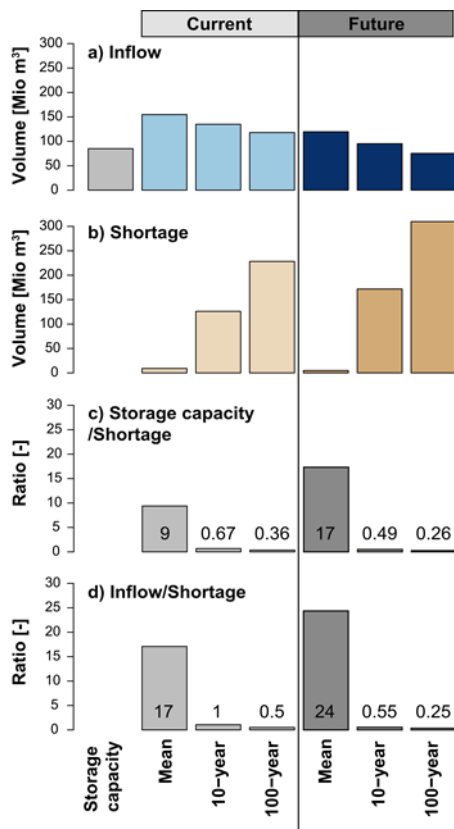 Current Future
a) Inflow
Volume [Mio m³]
300
250
200
150
100
50
0
b) Shortage
Volume [Mio m³]
300
250
200
150
100
50
0
c) Storage capacity
/Shortage
Ratio [-]
30
25
20
15
10
5
0
9 0.67 0.36 17 0.49 0.26
d) Inflow/Shortage
Ratio [-]
30
25
20
15
10
5
0
17 1 0.5 24 0.55 0.25
Storage
capacity
Mean
10−year
100−year
Mean
10−year
100−year